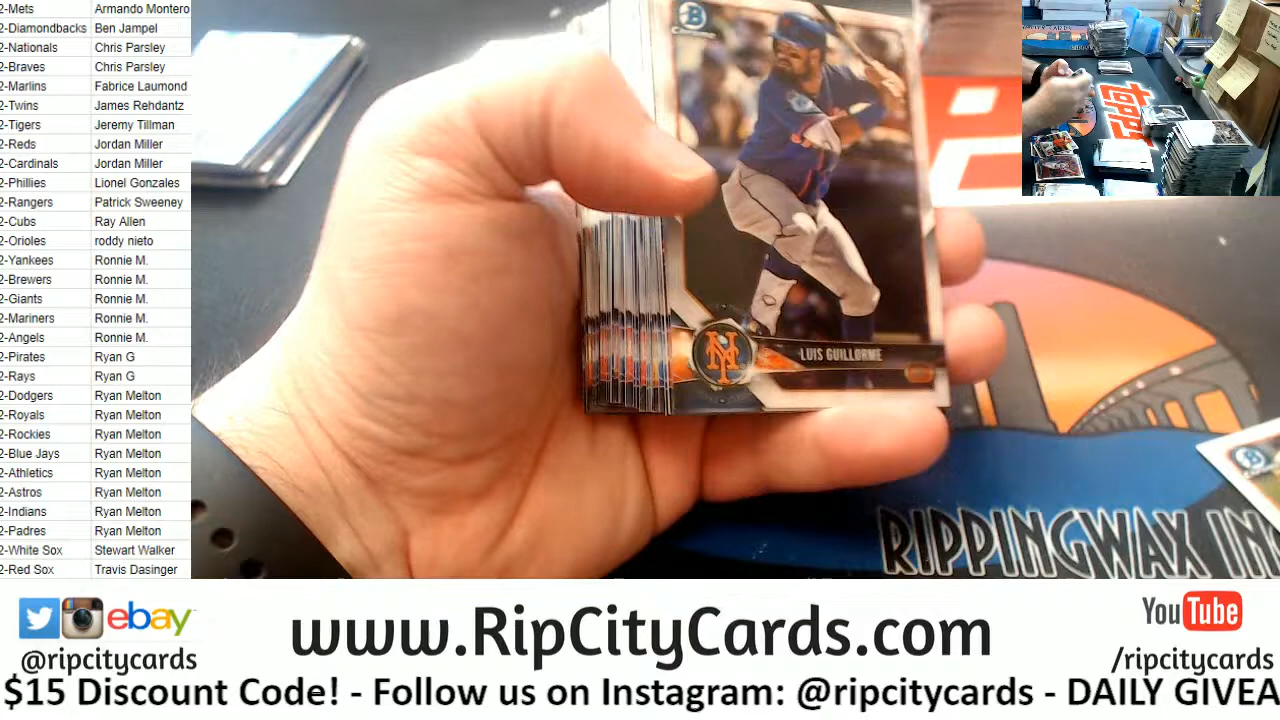 2-Mets Armando Montero
2-Diamondbacks Ben Jampel
2-Nationals Chris Parsley
2-Braves Chris Parsley
2-Marlins Fabrice Laumond
2-Twins James Rehdantz
2-Tigers Jeremy Tillman
2-Reds Jordan Miller
2-Cardinals Jordan Miller
2-Phillies Lionel Gonzales
2-Rangers Patrick Sweeney
2-Cubs Ray Allen
2-Orioles roddy nieto
2-Yankees Ronnie M.
2-Brewers Ronnie M.
2-Giants Ronnie M.
2-Mariners Ronnie M.
2-Angels Ronnie M.
2-Pirates Ryan G
2-Rays Ryan G
2-Dodgers Ryan Melton
2-Royals Ryan Melton
2-Rockies Ryan Melton
2-Blue Jays Ryan Melton
2-Athletics Ryan Melton
2-Astros Ryan Melton
2-Indians Ryan Melton
2-Padres Ryan Melton
2-White Sox Stewart Walker
2-Red Sox Travis Dasinger
B
NY
LUIS GUILLORME
topps
B
RIPPINGWAX IN
ebay
@ripcitycards
www.RipCityCards.com
YouTube
/ripcitycards
$15 Discount Code! - Follow us on Instagram: @ripcitycards - DAILY GIVEA